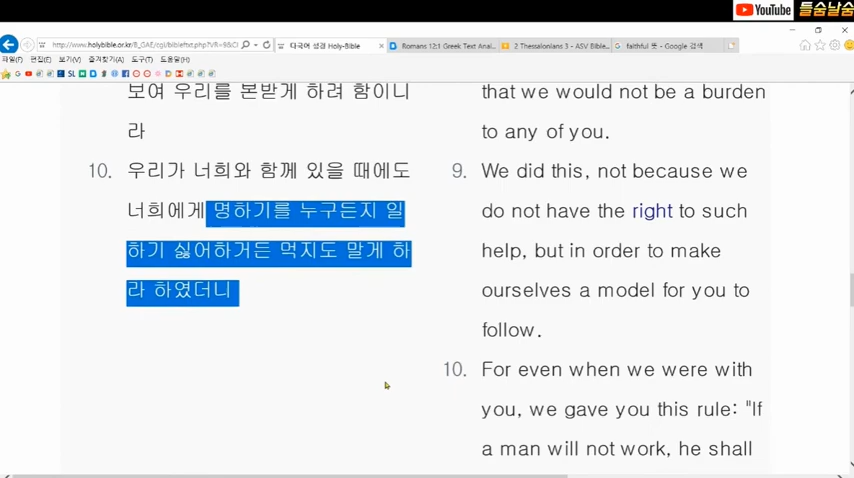 YouTube 들숨날숨
http://www.holybible.or.kr/B_GAE/cgi/bibleftxt.php?VR=9&CI
다국어 성경 Holy-Bible
Romans 12:1 Greek Text Anal...
2 Thessalonians 3 - ASV Bible...
faithful 뜻 - Google 검색
파일(F) 편집(E) 보기(V) 즐겨찾기(A) 도구(T) 도움말(H)
보여 우리를 본받게 하려 함이니
라
10. 우리가 너희와 함께 있을 때에도
너희에게 명하기를 누구든지 일
하기 싫어하거든 먹지도 말게 하
라 하였더니
that we would not be a burden
to any of you.
9. We did this, not because we
do not have the right to such
help, but in order to make
ourselves a model for you to
follow.
10. For even when we were with
you, we gave you this rule: "If
a man will not work, he shall